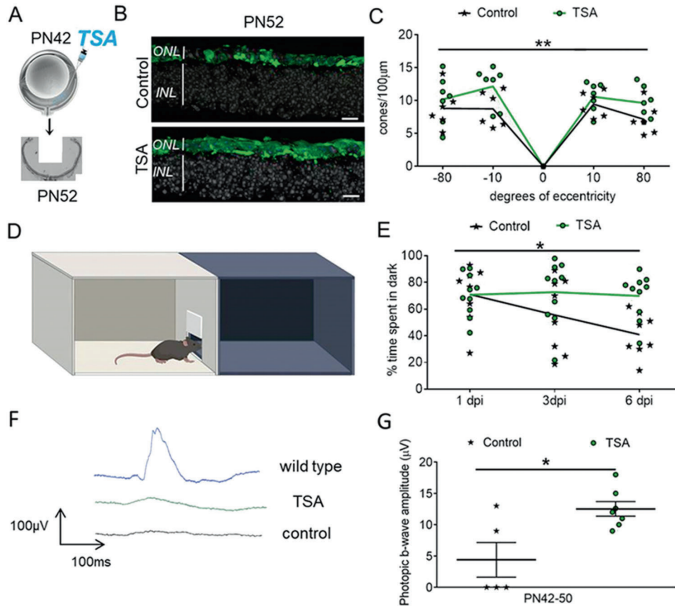 A
PN42 TSA
PN52
B
PN52
Control
ONL
INL
TSA
ONL
INL
C
Control TSA
**
cones/100μm
20
15
10
5
0
-80 -10 0 10 80
degrees of eccentricity
D
E
Control TSA
*
% time spent in dark
100
80
60
40
20
0
1 dpi 3dpi 6 dpi
F
wild type
TSA
control
100μV
100ms
G
Control TSA
*
Photopic b-wave amplitude (μV)
20
15
10
5
0
PN42-50